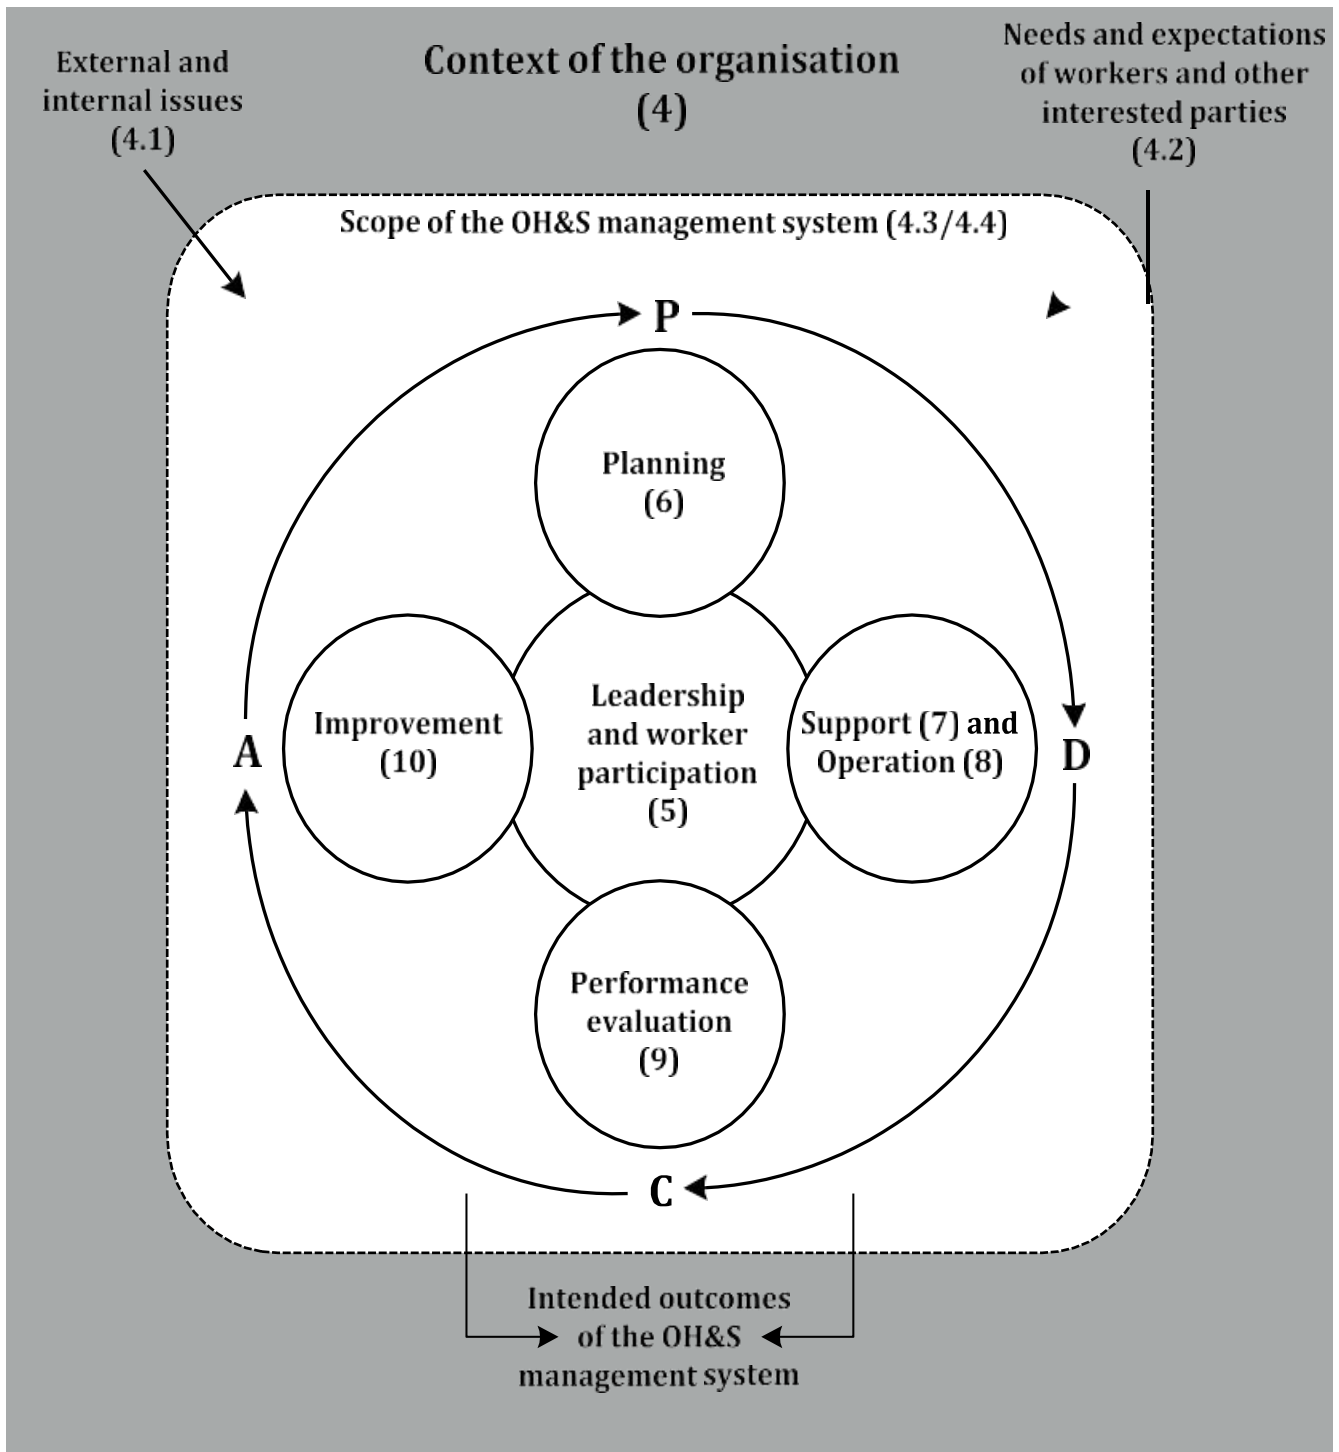 External and
internal issues
(4.1)
Context of the organisation
(4)
Needs and expectations
of workers and other
interested parties
(4.2)
Scope of the OH&S management system (4.3/4.4)
P
Planning
(6)
A
Improvement
(10)
Leadership
and worker
participation
(5)
Support (7) and
Operation (8)
D
Performance
evaluation
(9)
C
Intended outcomes
of the OH&S
management system